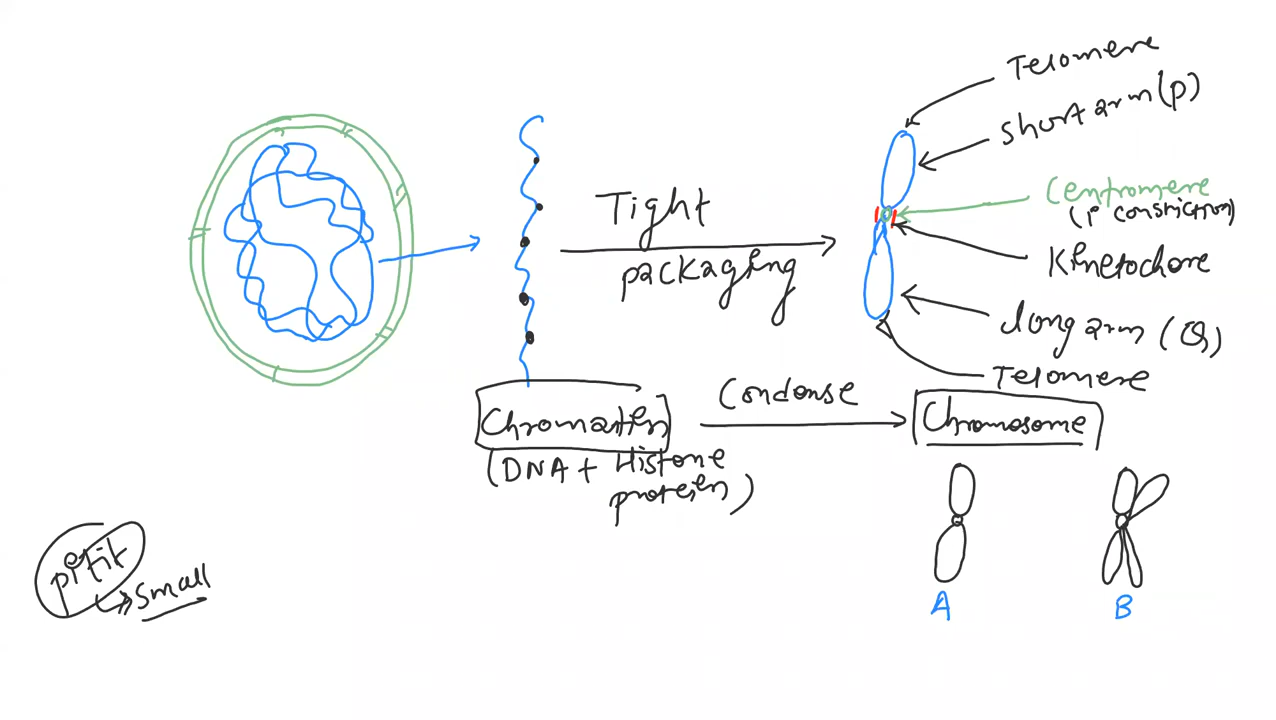 Telomere
short arm (p)
Centromere
(1° constriction)
Tight
packaging
Kinetochore
long arm (Q)
Telomere
Condense
Chromatin
Chromosome
(DNA + Histone
protein)
pitit
Small
A
B